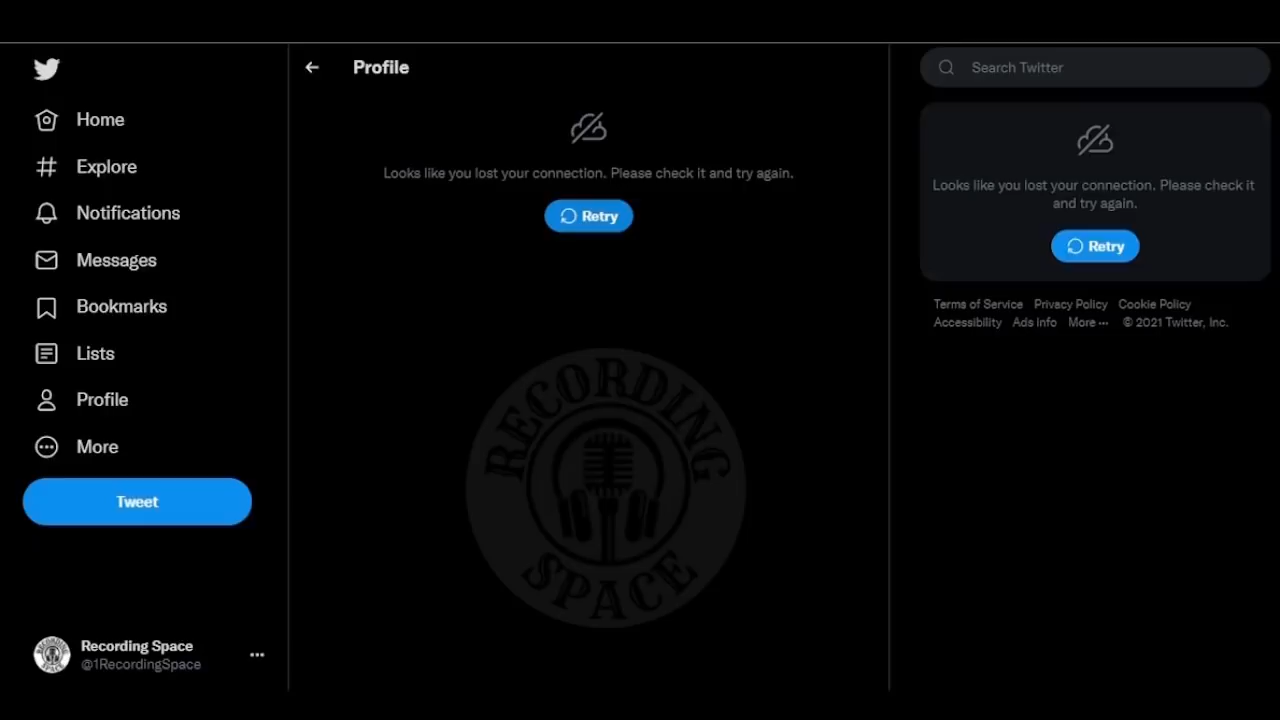 Home
Explore
Notifications
Messages
Bookmarks
Lists
Profile
More
Tweet
Recording Space
@1RecordingSpace
Profile
Looks like you lost your connection. Please check it and try again.
Retry
RECORDING
SPACE
Search Twitter
Looks like you lost your connection. Please check it
and try again.
Retry
Terms of Service Privacy Policy Cookie Policy
Accessibility Ads Info More ··· © 2021 Twitter, Inc.